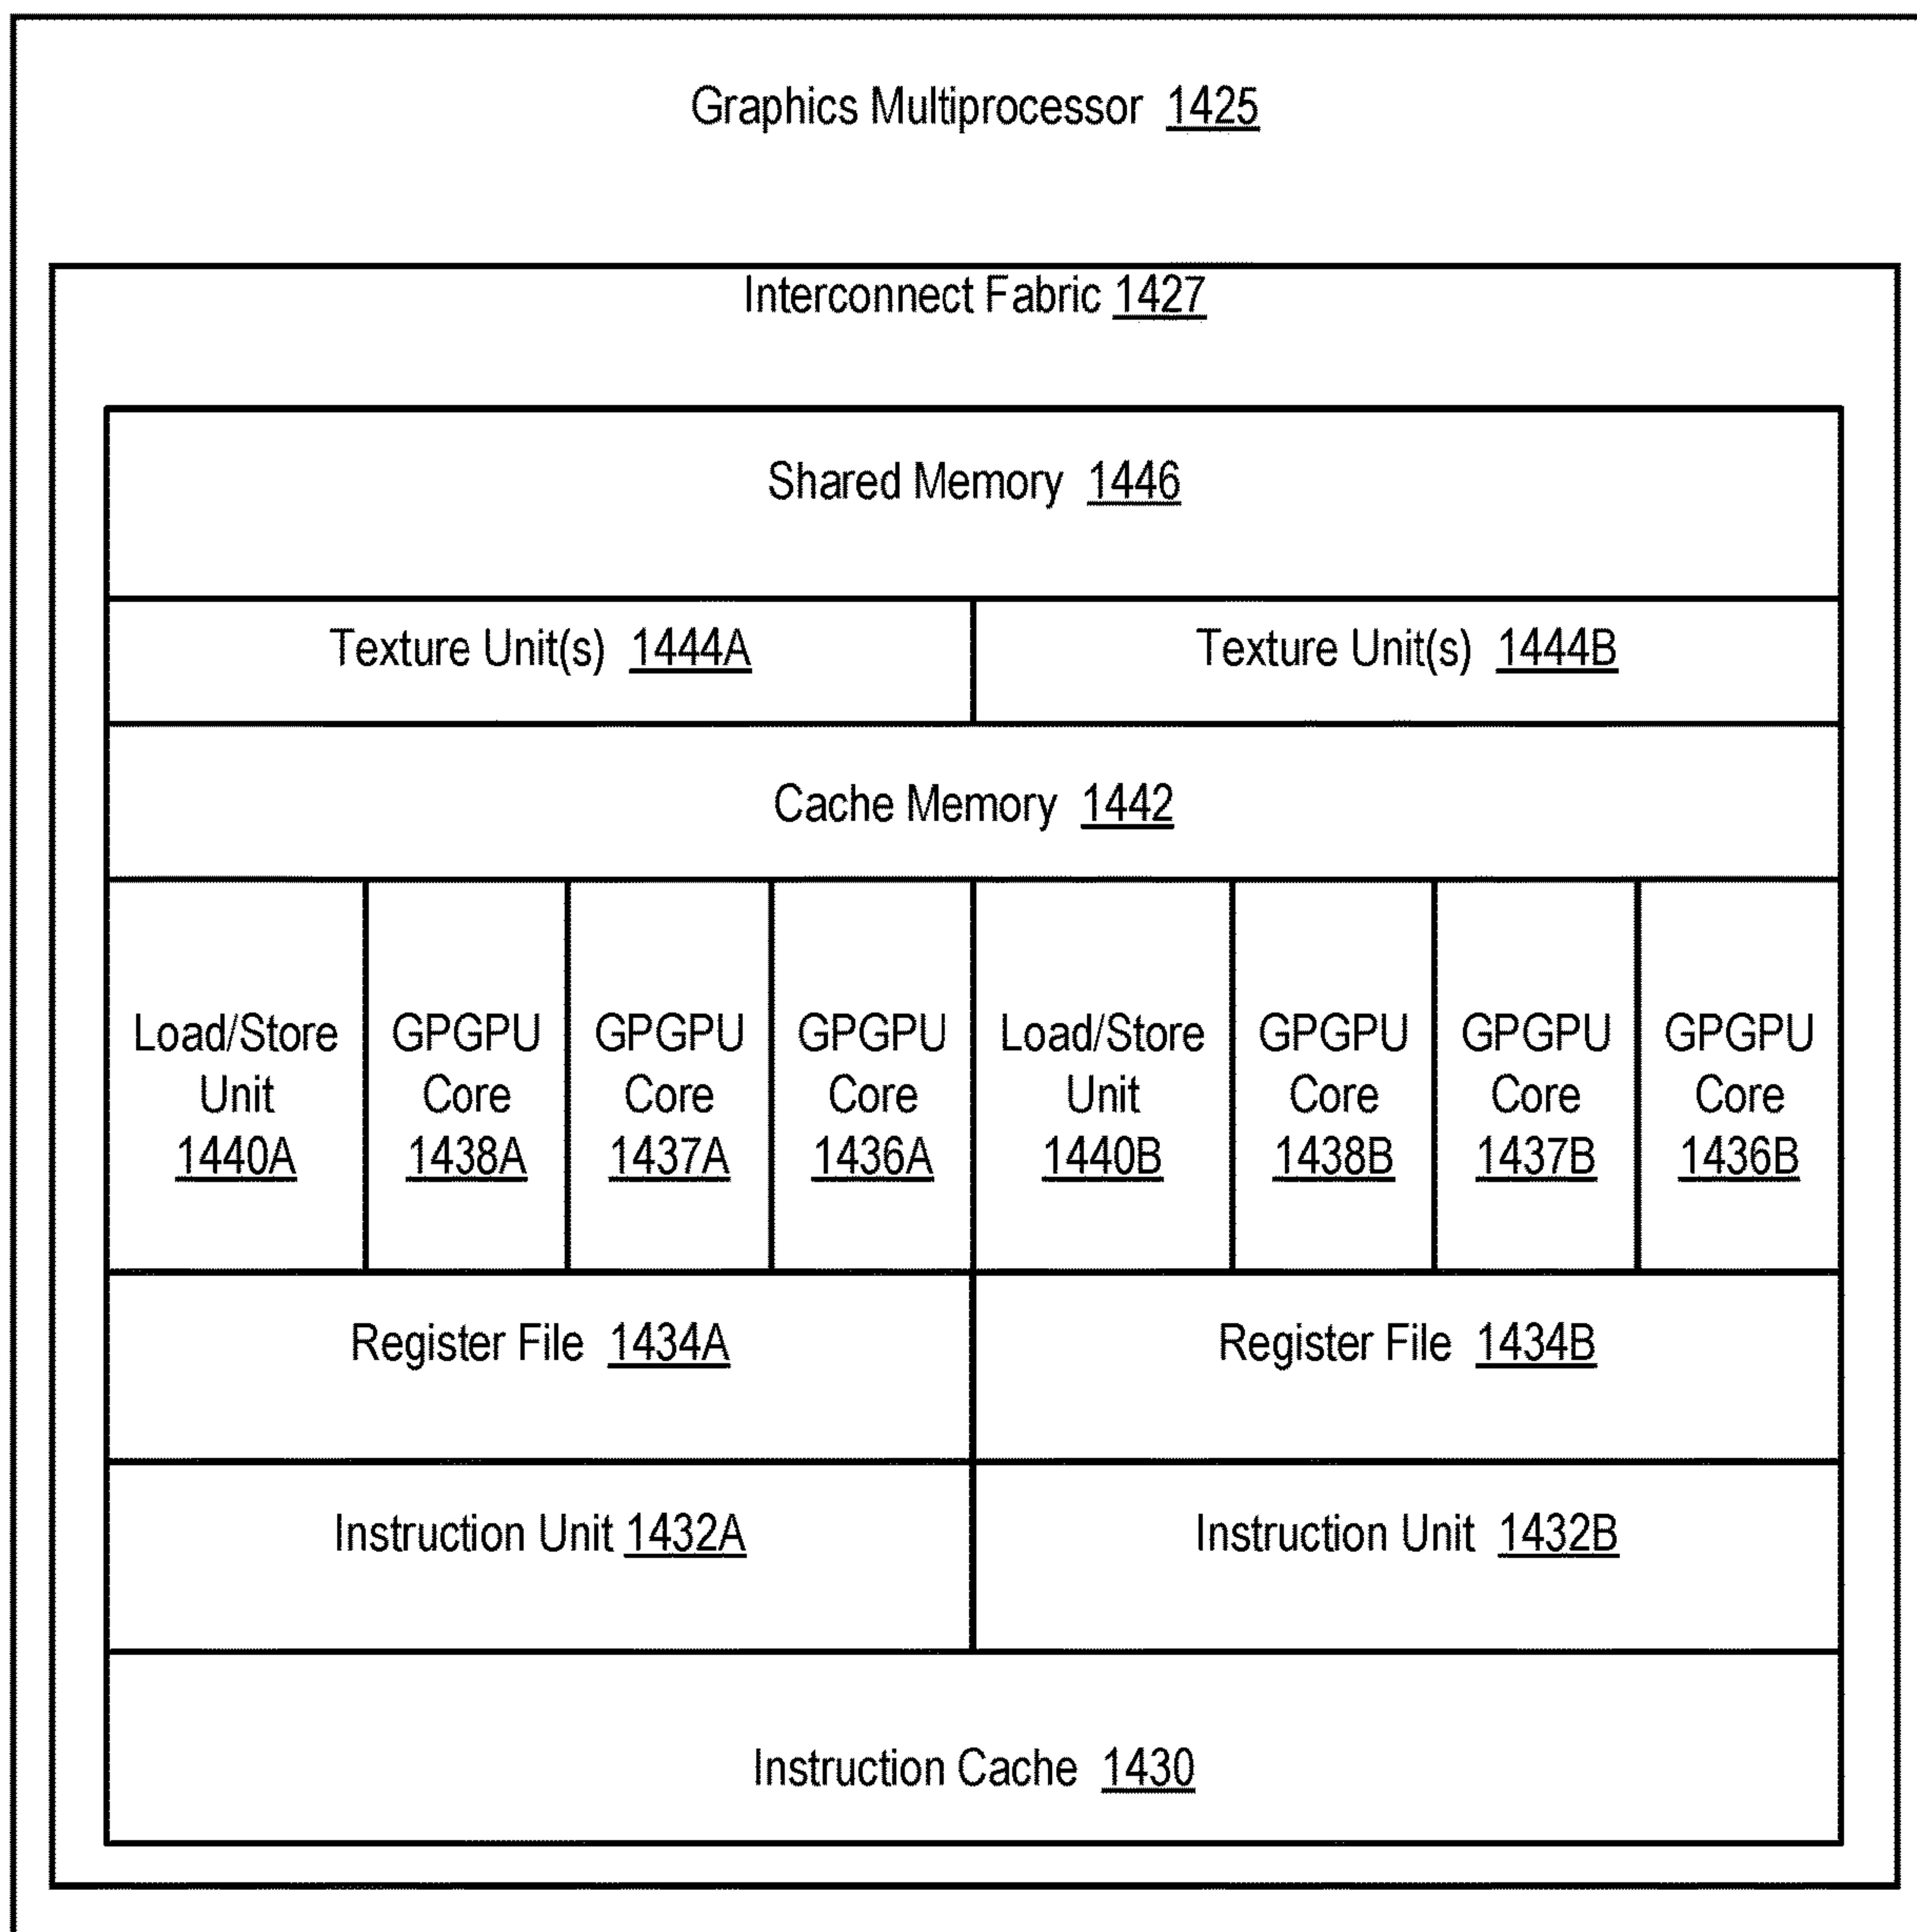 Graphics Multiprocessor 1425
Interconnect Fabric 1427
Shared Memory 1446
Texture Unit(s) 1444A
Texture Unit(s) 1444B
Cache Memory 1442
Load/Store
Unit
1440A
GPGPU
Core
1438A
GPGPU
Core
1437A
GPGPU
Core
1436A
Load/Store
Unit
1440B
GPGPU
Core
1438B
GPGPU
Core
1437B
GPGPU
Core
1436B
Register File 1434A
Register File 1434B
Instruction Unit 1432A
Instruction Unit 1432B
Instruction Cache 1430